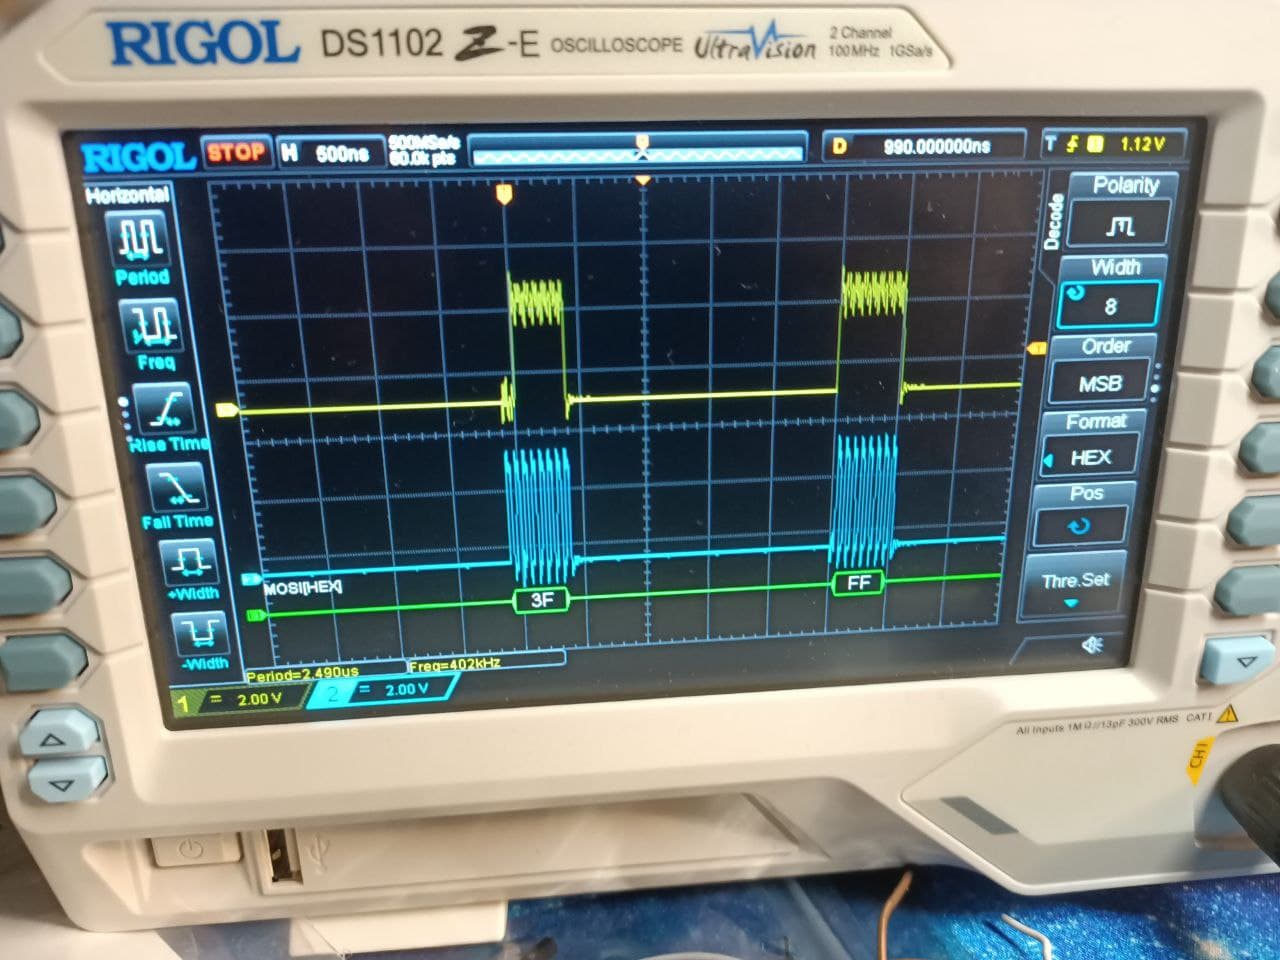 RIGOL DS1102 Z-E OSCILLOSCOPE UltraVision 2 Channel
100MHz 1GSa/s
RIGOL STOP H 500ns 500MSa/s
60.0k pts
D 990.000000ns T 1.12V
Horizontal
Period
Freq
Rise Time
Fall Time
+Width
-Width
Decode
Polarity
Width
8
Order
MSB
Format
HEX
Pos
Thre.Set
MOSI[HEX]
3F
FF
Period=2.490us Freq=402kHz
1 = 2.00 V 2 = 2.00 V
All Inputs 1MΩ//13pF 300V RMS CAT I
CH1